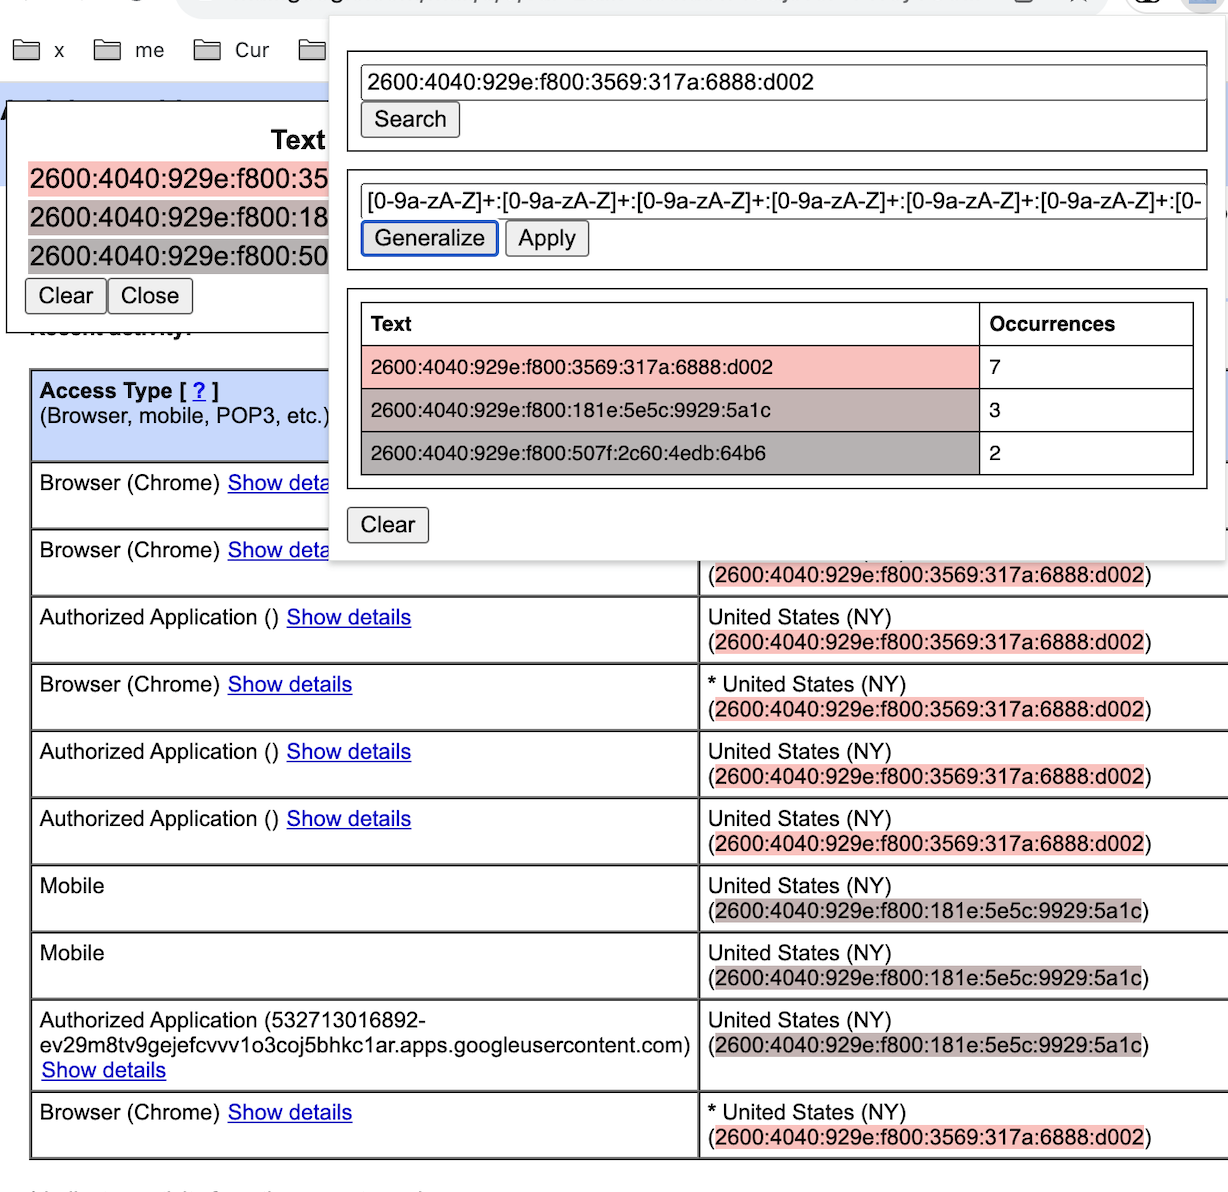 x me Cur
2600:4040:929e:f800:3569:317a:6888:d002
Search
[0-9a-zA-Z]+:[0-9a-zA-Z]+:[0-9a-zA-Z]+:[0-9a-zA-Z]+:[0-9a-zA-Z]+:[0-9a-zA-Z]+:[0-
Generalize Apply
Text Occurrences
2600:4040:929e:f800:3569:317a:6888:d002 7
2600:4040:929e:f800:181e:5e5c:9929:5a1c 3
2600:4040:929e:f800:507f:2c60:4edb:64b6 2
Clear
Text
2600:4040:929e:f800:35
2600:4040:929e:f800:18
2600:4040:929e:f800:50
Clear Close
Access Type [ ? ]
(Browser, mobile, POP3, etc.)
Browser (Chrome) Show deta
Browser (Chrome) Show deta
(2600:4040:929e:f800:3569:317a:6888:d002)
Authorized Application () Show details
United States (NY)
(2600:4040:929e:f800:3569:317a:6888:d002)
Browser (Chrome) Show details
* United States (NY)
(2600:4040:929e:f800:3569:317a:6888:d002)
Authorized Application () Show details
United States (NY)
(2600:4040:929e:f800:3569:317a:6888:d002)
Authorized Application () Show details
United States (NY)
(2600:4040:929e:f800:3569:317a:6888:d002)
Mobile
United States (NY)
(2600:4040:929e:f800:181e:5e5c:9929:5a1c)
Mobile
United States (NY)
(2600:4040:929e:f800:181e:5e5c:9929:5a1c)
Authorized Application (532713016892-
ev29m8tv9gejefcvvv1o3coj5bhkc1ar.apps.googleusercontent.com)
Show details
United States (NY)
(2600:4040:929e:f800:181e:5e5c:9929:5a1c)
Browser (Chrome) Show details
* United States (NY)
(2600:4040:929e:f800:3569:317a:6888:d002)